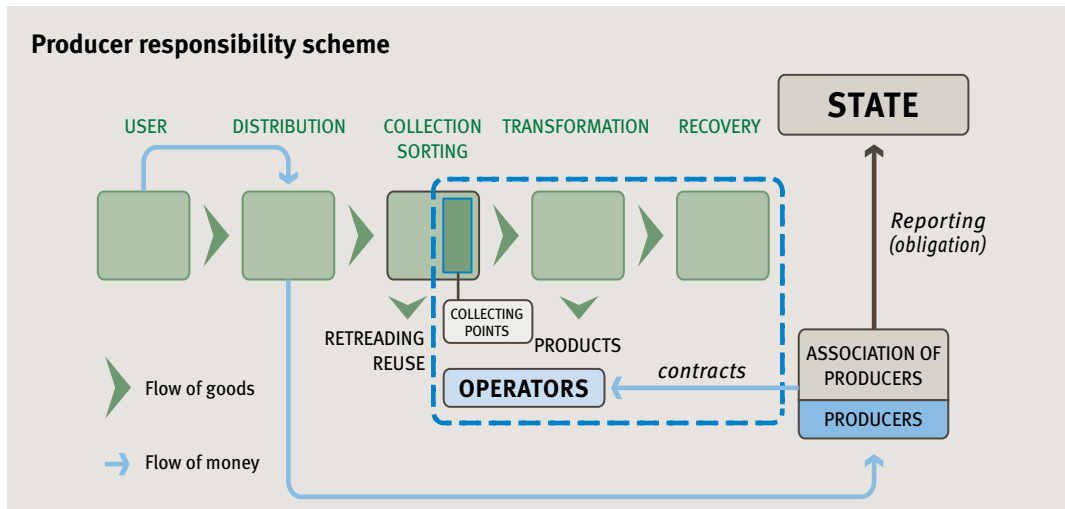 Producer responsibility scheme
STATE
USER
DISTRIBUTION
COLLECTION
SORTING
TRANSFORMATION
RECOVERY
Reporting
(obligation)
COLLECTING
POINTS
RETREADING
REUSE
PRODUCTS
ASSOCIATION OF
PRODUCERS
contracts
OPERATORS
PRODUCERS
Flow of goods
Flow of money